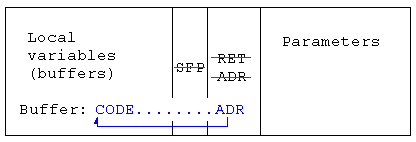 Local
variables
(buffers)
SFP
RET
ADR
Parameters
Buffer: CODE........ADR